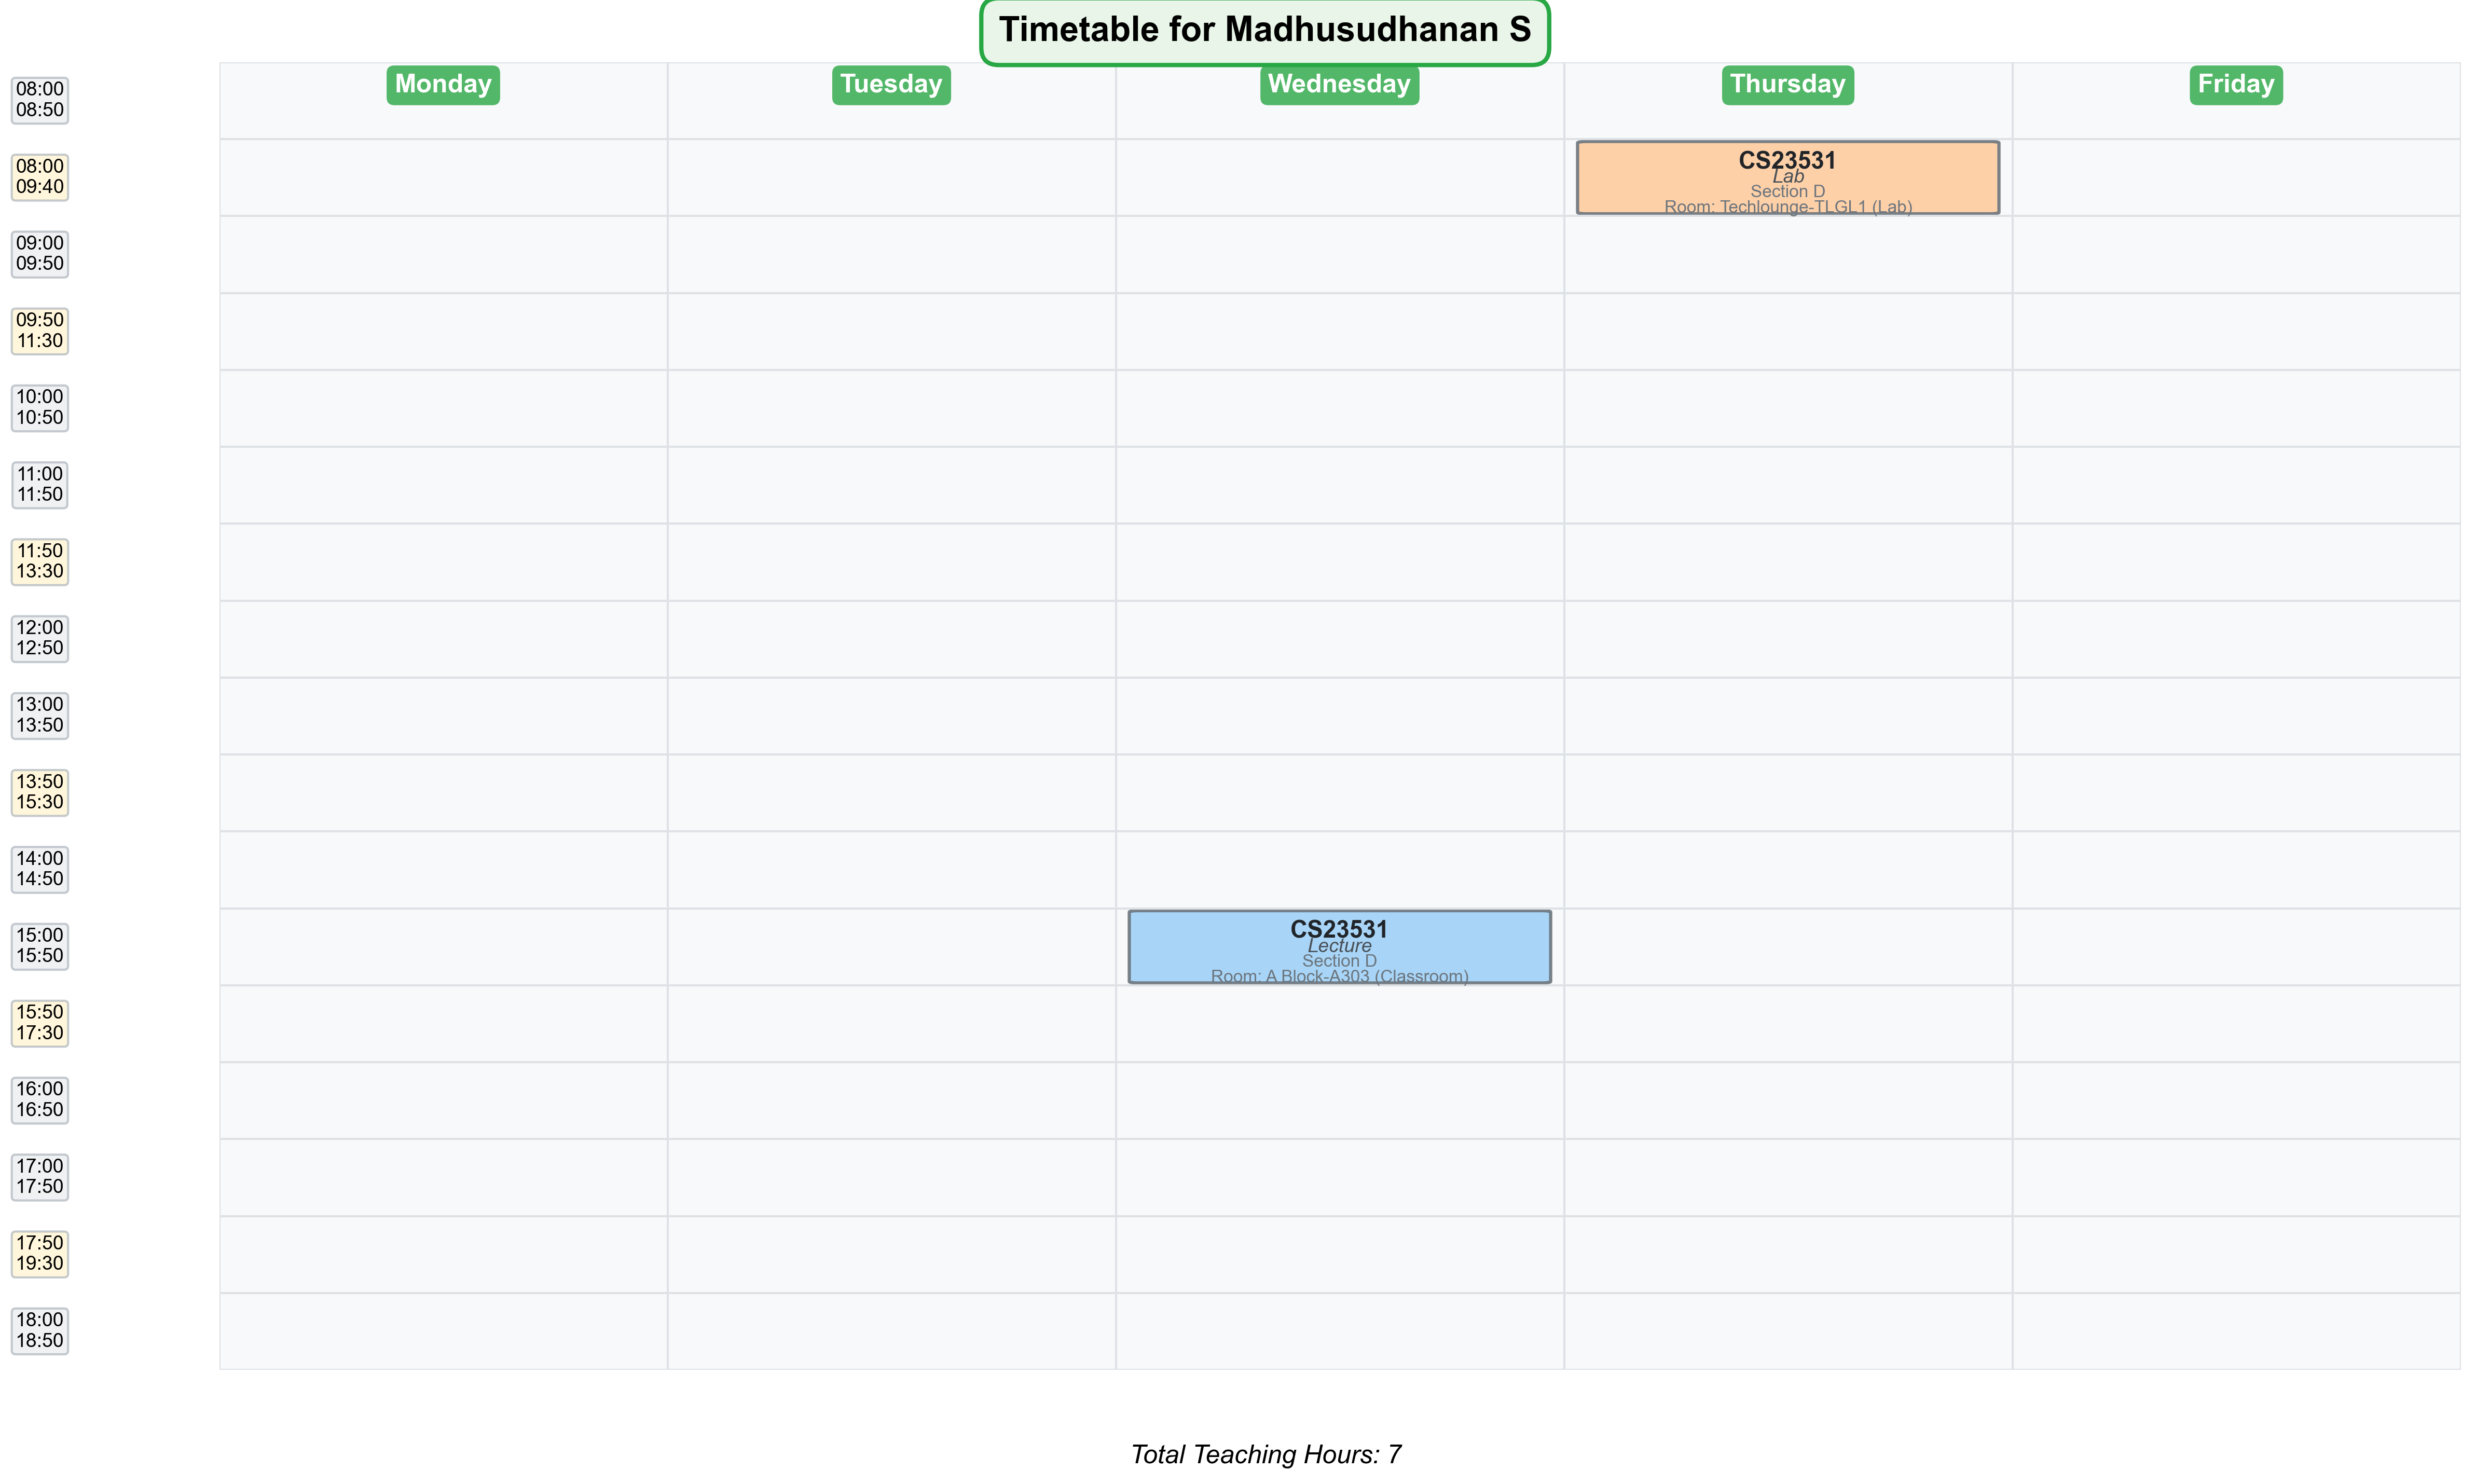 Timetable for Madhusudhanan S
Monday
Tuesday
Wednesday
Thursday
Friday
08:00
08:50
08:00
09:40
CS23531
Lab
Section D
Room: Techlounge-TLGL1 (Lab)
09:00
09:50
09:50
11:30
10:00
10:50
11:00
11:50
11:50
13:30
12:00
12:50
13:00
13:50
13:50
15:30
14:00
14:50
15:00
15:50
CS23531
Lecture
Section D
Room: A Block-A303 (Classroom)
15:50
17:30
16:00
16:50
17:00
17:50
17:50
19:30
18:00
18:50
Total Teaching Hours: 7